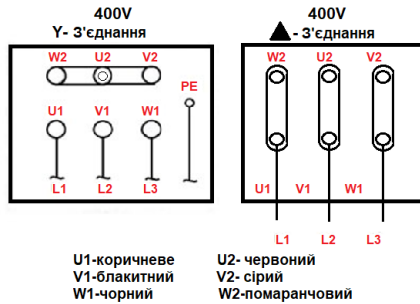 400V
Y- З'єднання
W2 U2 V2
PE
U1 V1 W1
L1 L2 L3
400V
- З'єднання
W2 U2 V2
U1 V1 W1
L1 L2 L3
U1-коричневе U2- червоний
V1-блакитний V2- сірий
W1-чорний W2-помаранчовий